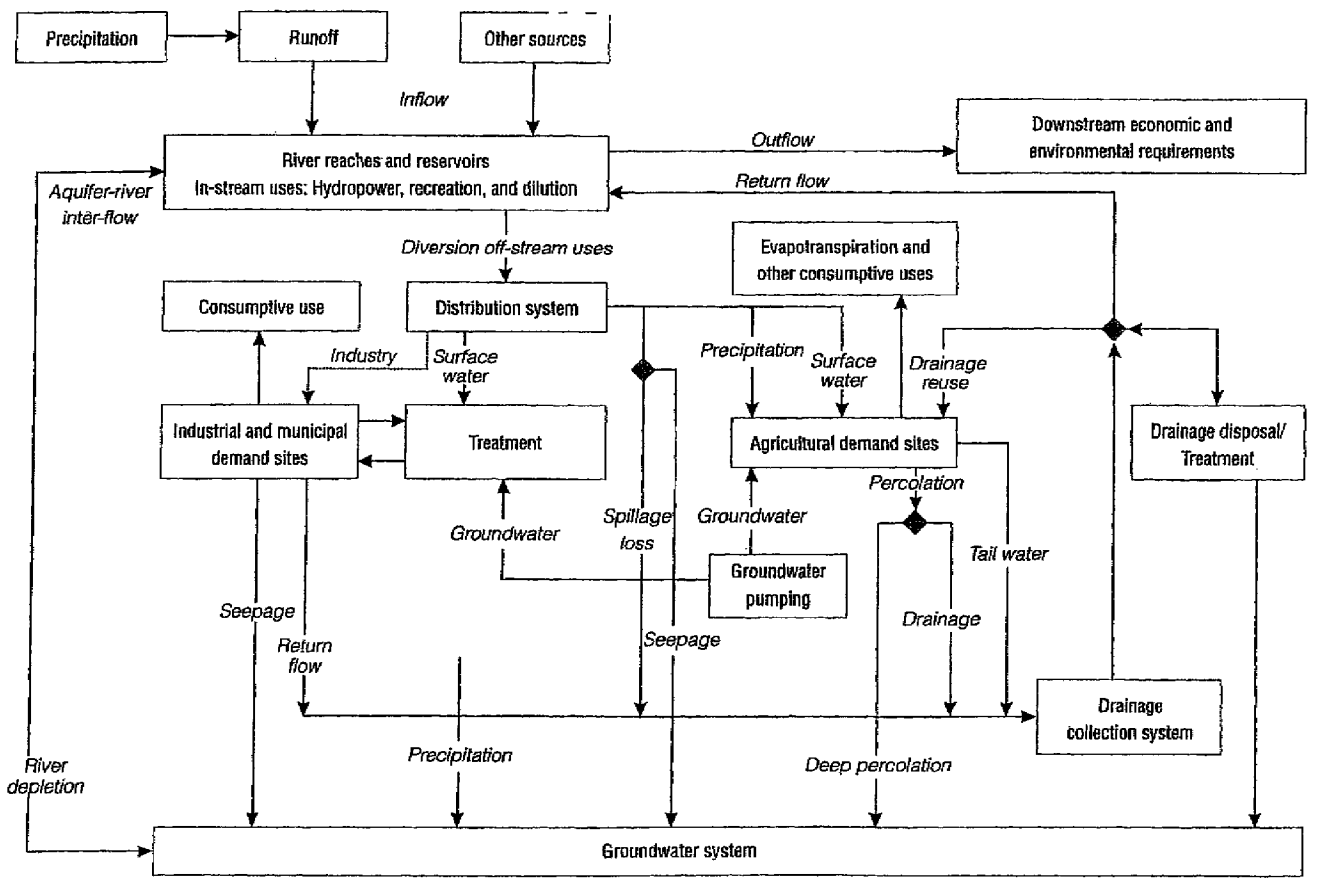 Precipitation
Runoff
Other sources
Inflow
Downstream economic and
environmental requirements
Outflow
River reaches and reservoirs
In-stream uses: Hydropower, recreation, and dilution
Return flow
Aquifer-river
inter-flow
Diversion off-stream uses
Evapotranspiration and
other consumptive uses
Consumptive use
Distribution system
Industry
Surface
water
Precipitation
Surface
water
Drainage
reuse
Industrial and municipal
demand sites
Treatment
Agricultural demand sites
Drainage disposal/
Treatment
Percolation
Groundwater
Spillage
loss
Groundwater
Tail water
Groundwater
pumping
Seepage
Return
flow
Seepage
Drainage
Drainage
collection system
Precipitation
Deep percolation
River
depletion
Groundwater system